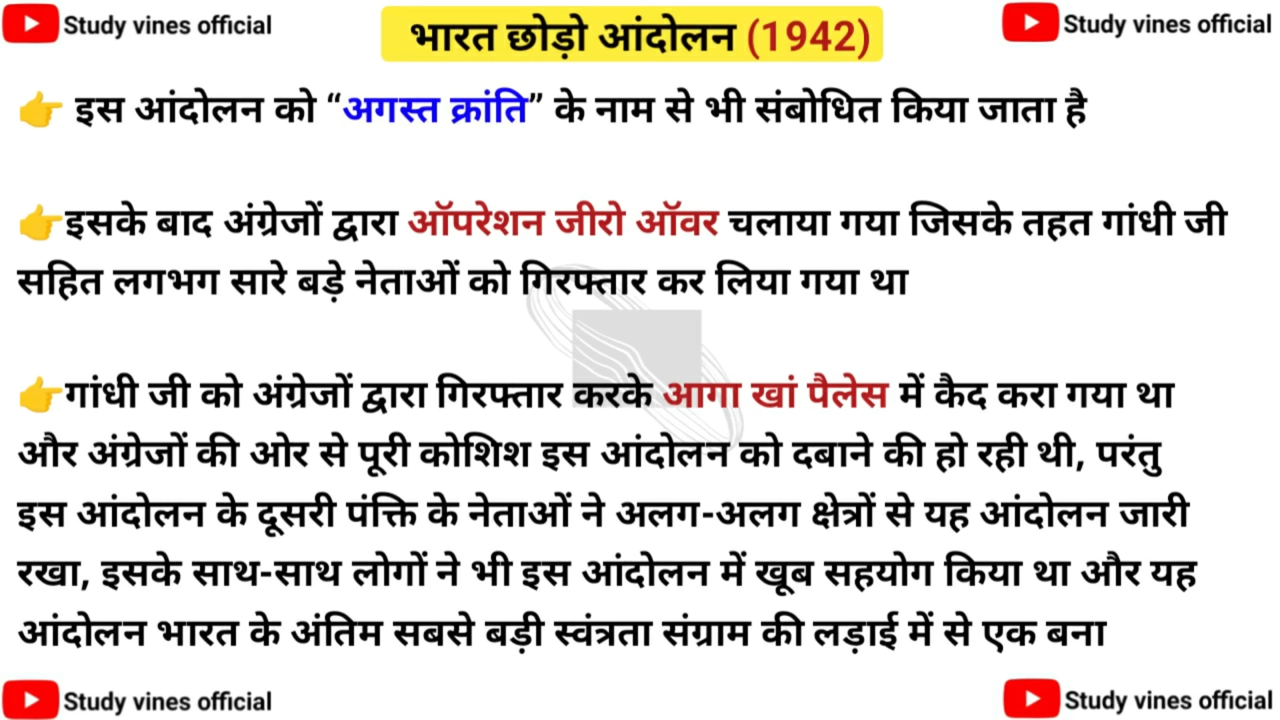 Study vines official
भारत छोड़ो आंदोलन (1942)
Study vines official
👉 इस आंदोलन को “अगस्त क्रांति” के नाम से भी संबोधित किया जाता है
👉इसके बाद अंग्रेजों द्वारा ऑपरेशन जीरो ऑवर चलाया गया जिसके तहत गांधी जी
सहित लगभग सारे बड़े नेताओं को गिरफ्तार कर लिया गया था
👉गांधी जी को अंग्रेजों द्वारा गिरफ्तार करके आगा खां पैलेस में कैद करा गया था
और अंग्रेजों की ओर से पूरी कोशिश इस आंदोलन को दबाने की हो रही थी, परंतु
इस आंदोलन के दूसरी पंक्ति के नेताओं ने अलग-अलग क्षेत्रों से यह आंदोलन जारी
रखा, इसके साथ-साथ लोगों ने भी इस आंदोलन में खूब सहयोग किया था और यह
आंदोलन भारत के अंतिम सबसे बड़ी स्वंत्रता संग्राम की लड़ाई में से एक बना
Study vines official
Study vines official